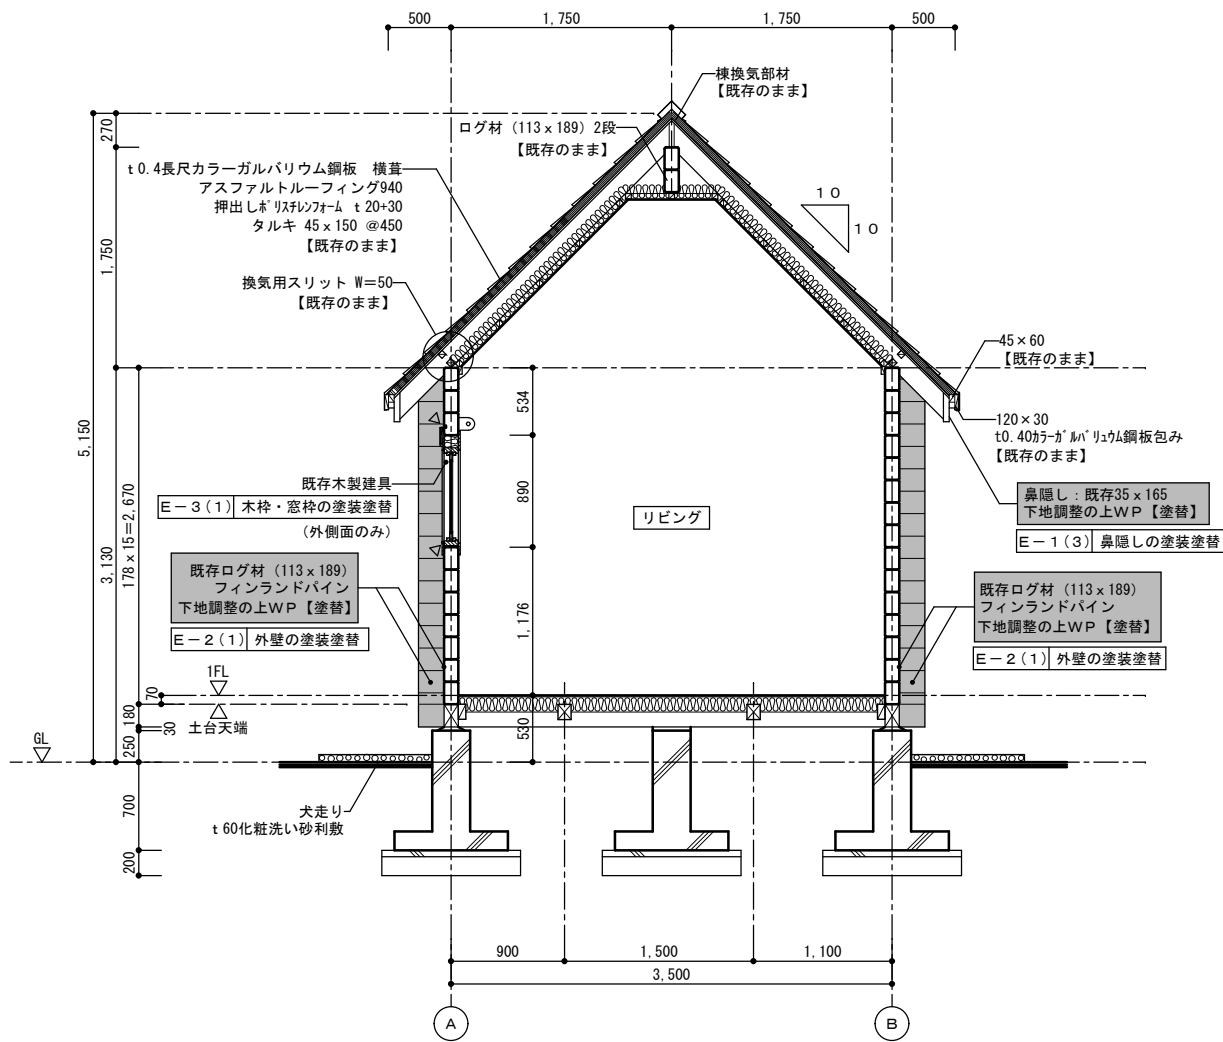 500
1,750
1,750
500
棟換気部材
【既存のまま】
ログ材（113ｘ189）2段
【既存のまま】
t0.4長尺カラーガルバリウム鋼板　横葺
アスファルトルーフィング940
押出しﾎﾟﾘｽﾁﾚﾝﾌｫｰﾑ　t 20+30
タルキ 45ｘ150 @450
【既存のまま】
10
10
換気用スリット W＝50
【既存のまま】
45×60
【既存のまま】
120×30
t0.40ｶﾗｰｶﾞﾙﾊﾞﾘｭｳﾑ鋼板包み
【既存のまま】
鼻隠し：既存35ｘ165
下地調整の上ＷＰ【塗替】
Ｅ－１(３) 鼻隠しの塗装塗替
既存木製建具
Ｅ－３(１) 木枠・窓枠の塗装塗替
（外側面のみ）
リビング
既存ログ材（113ｘ189）
フィンランドパイン
下地調整の上ＷＰ【塗替】
Ｅ－２(１) 外壁の塗装塗替
既存ログ材（113ｘ189）
フィンランドパイン
下地調整の上ＷＰ【塗替】
Ｅ－２(１) 外壁の塗装塗替
270
1,750
5,150
3,130
178ｘ15＝2,670
534
890
1,176
530
70
180
30
250
700
200
1FL
土台天端
GL
犬走り
t 60化粧洗い砂利敷
900
1,500
1,100
3,500
A
B